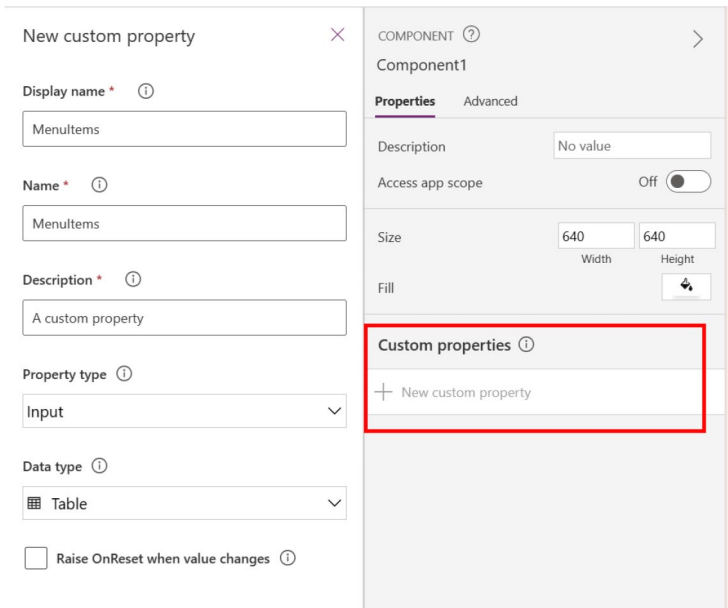 New custom property
Display name *
MenuItems
Name *
MenuItems
Description *
A custom property
Property type
Input
Data type
Table
Raise OnReset when value changes
COMPONENT
Component1
Properties Advanced
Description No value
Access app scope Off
Size 640 640
Width Height
Fill
Custom properties
New custom property